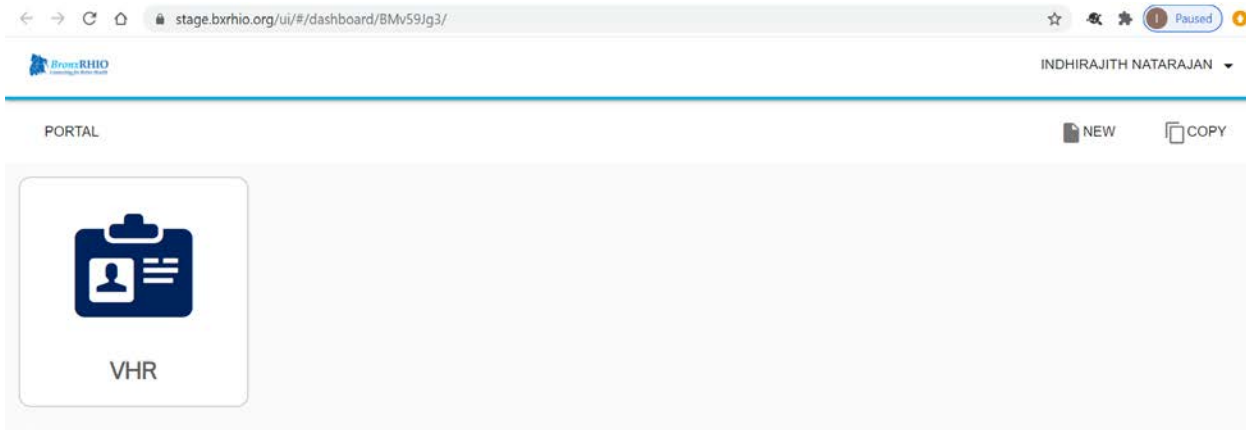 stage.bxrhio.org/ui/#/dashboard/BMv59Jg3/
I Paused
BronxRHIO
INDHIRAJITH NATARAJAN
PORTAL
NEW COPY
VHR